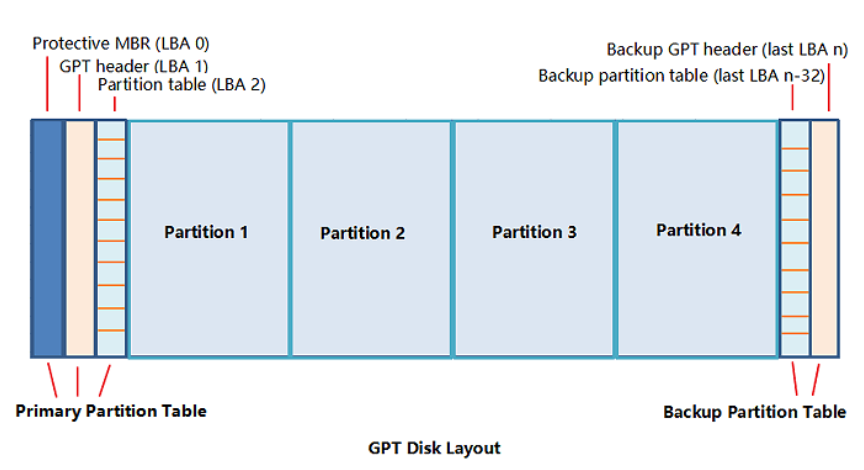 Protective MBR (LBA 0)
GPT header (LBA 1)
Partition table (LBA 2)
Backup GPT header (last LBA n)
Backup partition table (last LBA n-32)
Partition 1
Partition 2
Partition 3
Partition 4
Primary Partition Table
Backup Partition Table
GPT Disk Layout